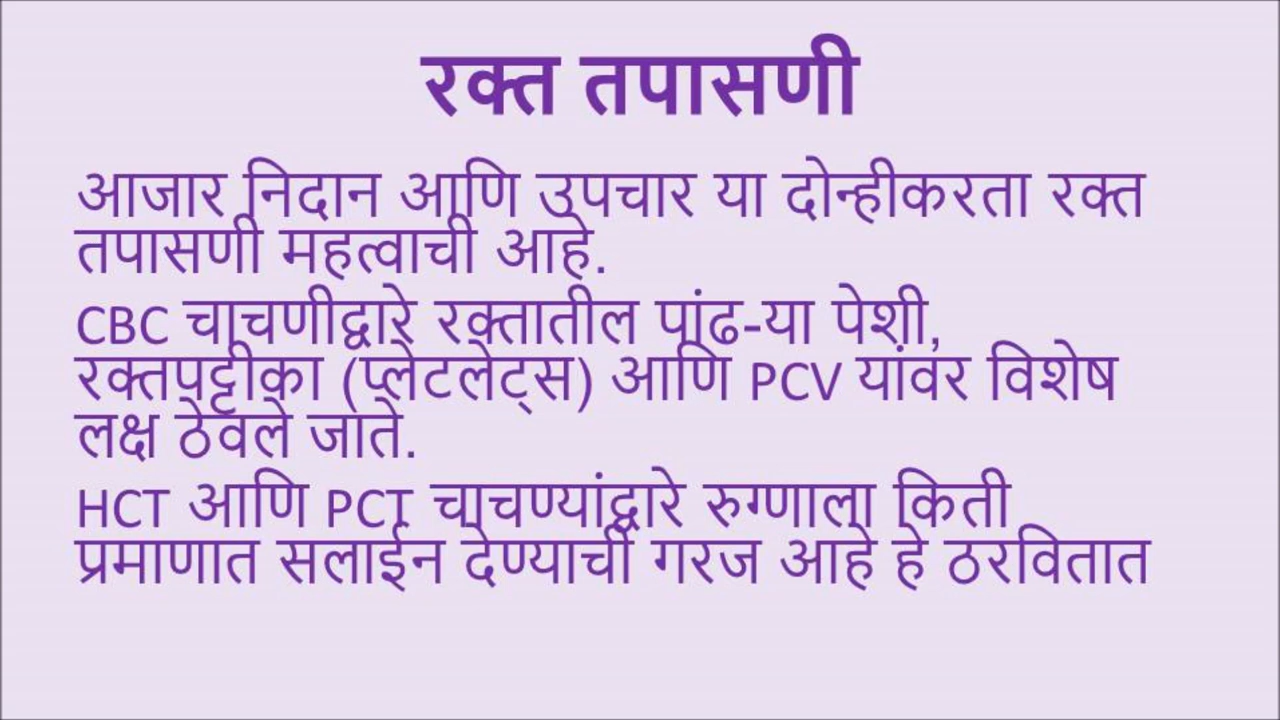 रक्त तपासणी
आजार निदान आणि उपचार या दोन्हीकरता रक्त
तपासणी महत्वाची आहे.
CBC चाचणीद्वारे रक्तातील पांढ-या पेशी,
रक्तपट्टीका (प्लेटलेट्स) आणि PCV यांवर विशेष
लक्ष ठेवले जाते.
HCT आणि PCT चाचण्यांद्वारे रुग्णाला किती
प्रमाणात सलाईन देण्याची गरज आहे हे ठरवितात